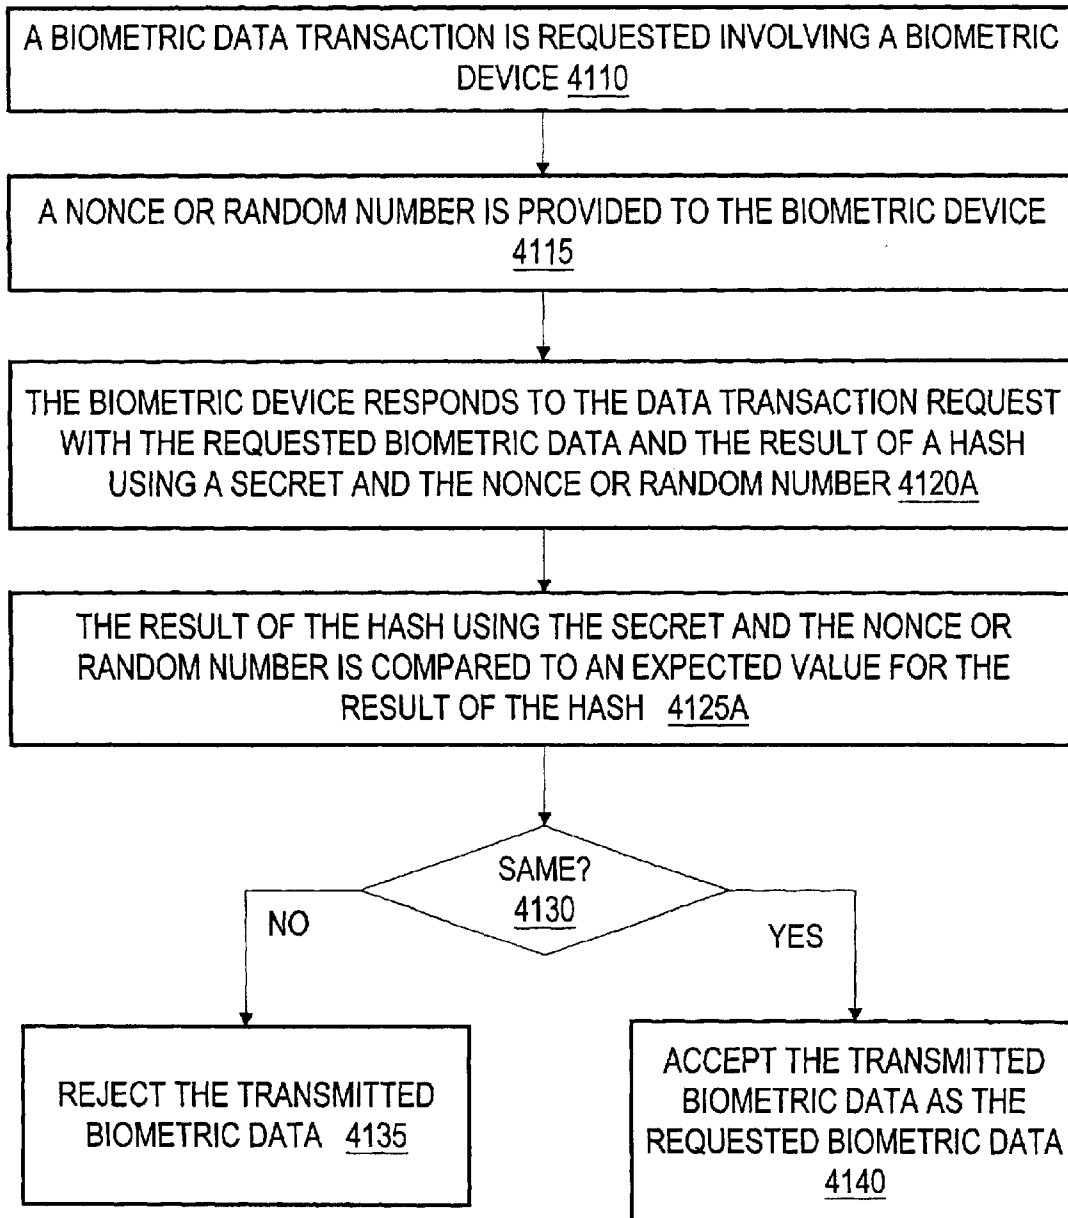 A BIOMETRIC DATA TRANSACTION IS REQUESTED INVOLVING A BIOMETRIC
DEVICE 4110
A NONCE OR RANDOM NUMBER IS PROVIDED TO THE BIOMETRIC DEVICE
4115
THE BIOMETRIC DEVICE RESPONDS TO THE DATA TRANSACTION REQUEST
WITH THE REQUESTED BIOMETRIC DATA AND THE RESULT OF A HASH
USING A SECRET AND THE NONCE OR RANDOM NUMBER 4120A
THE RESULT OF THE HASH USING THE SECRET AND THE NONCE OR
RANDOM NUMBER IS COMPARED TO AN EXPECTED VALUE FOR THE
RESULT OF THE HASH 4125A
SAME?
4130
NO
YES
REJECT THE TRANSMITTED
BIOMETRIC DATA 4135
ACCEPT THE TRANSMITTED
BIOMETRIC DATA AS THE
REQUESTED BIOMETRIC DATA
4140